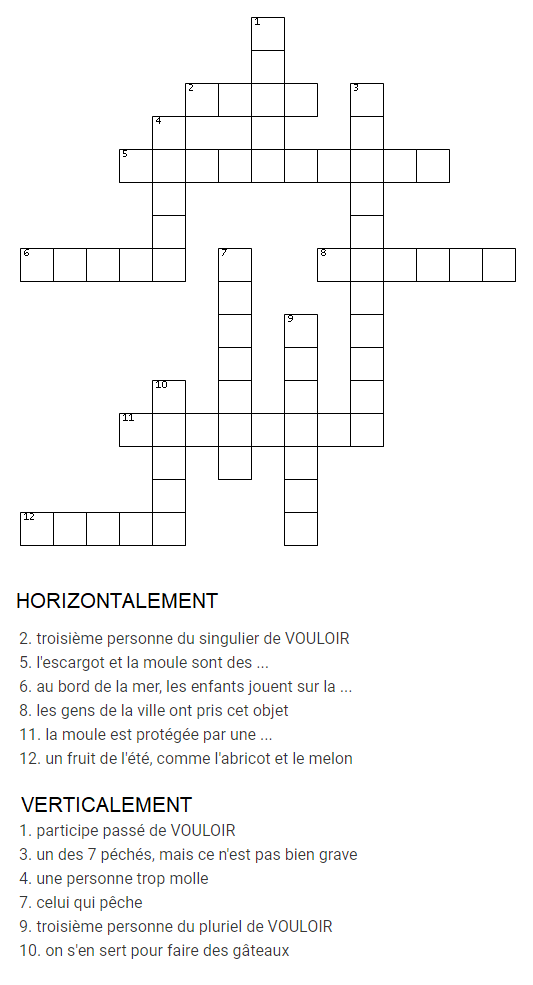 1
2
3
4
5
6
7
8
9
10
11
12
HORIZONTALEMENT
2. troisième personne du singulier de VOULOIR
5. l'escargot et la moule sont des ...
6. au bord de la mer, les enfants jouent sur la ...
8. les gens de la ville ont pris cet objet
11. la moule est protégée par une ...
12. un fruit de l'été, comme l'abricot et le melon
VERTICALEMENT
1. participe passé de VOULOIR
3. un des 7 péchés, mais ce n'est pas bien grave
4. une personne trop molle
7. celui qui pêche
9. troisième personne du pluriel de VOULOIR
10. on s'en sert pour faire des gâteaux